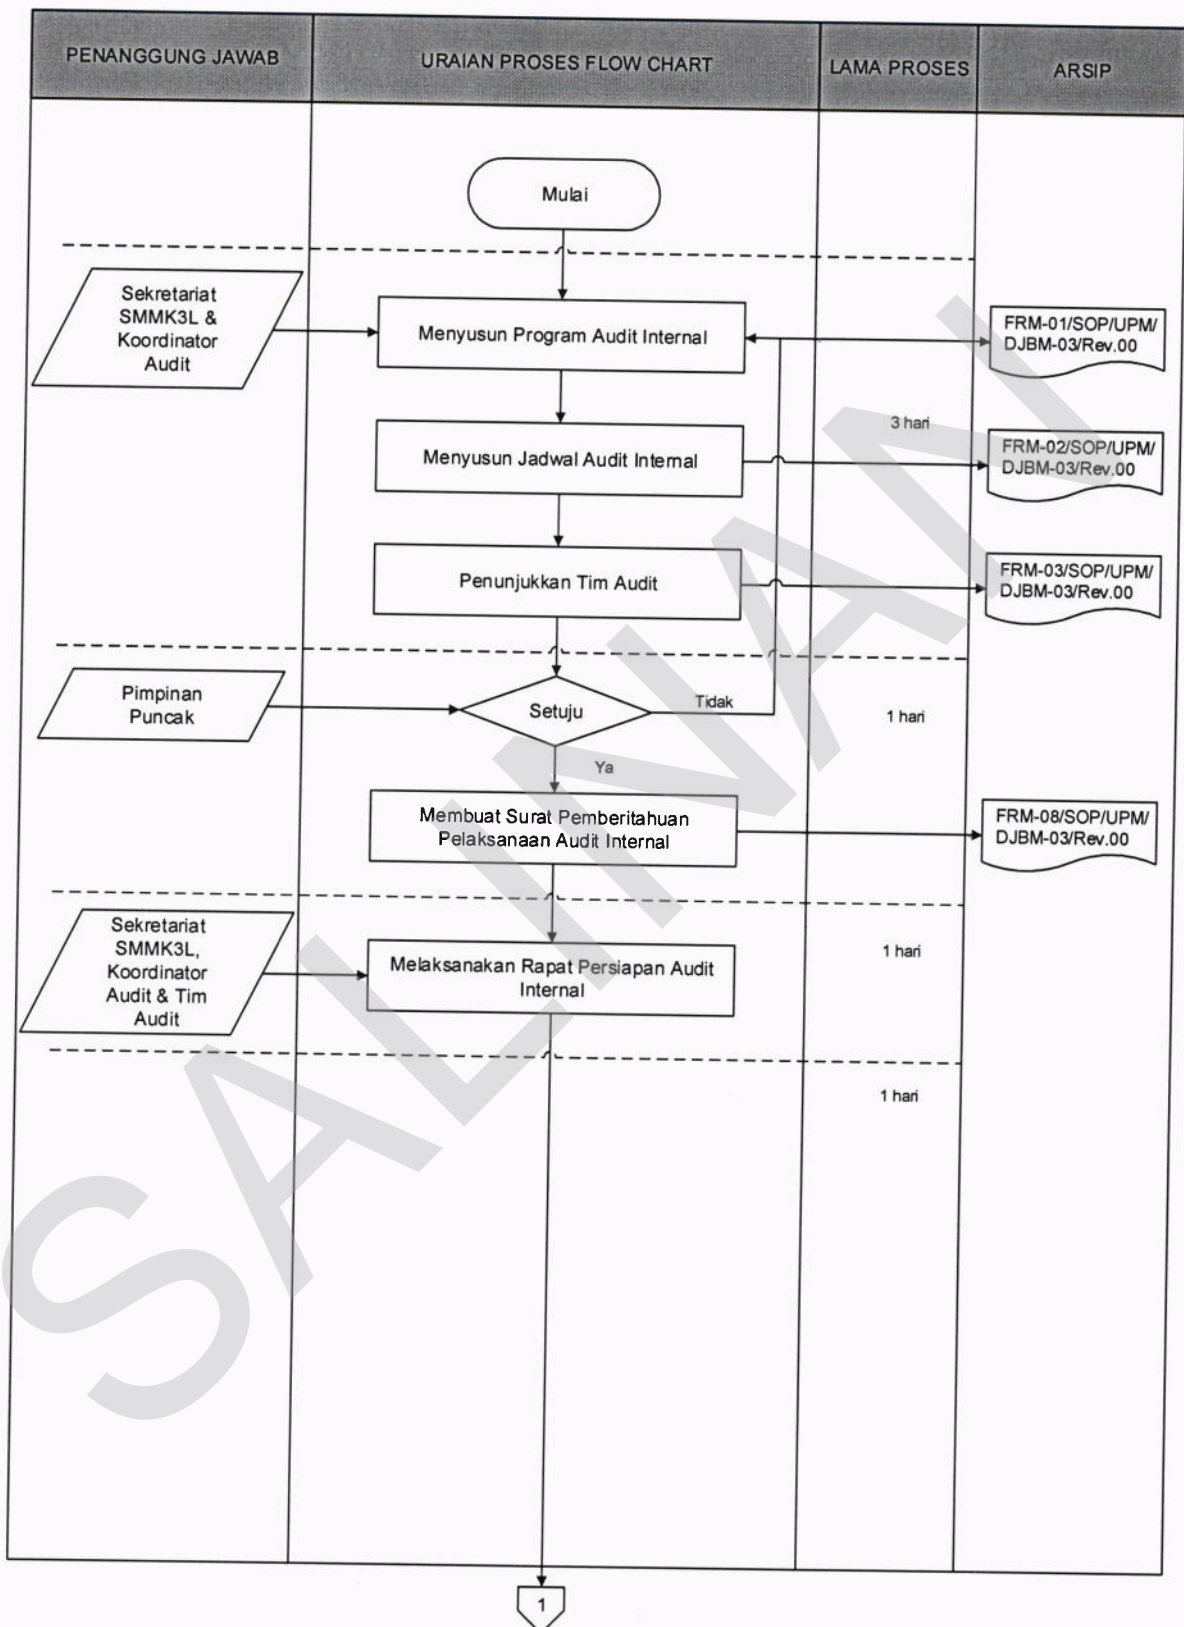 PENANGGUNG JAWAB
URAIAN PROSES FLOW CHART
LAMA PROSES
ARSIP
Mulai
Sekretariat
SMMK3L &
Koordinator
Audit
Menyusun Program Audit Internal
FRM-01/SOP/UPM/
DJBM-03/Rev.00
3 hari
Menyusun Jadwal Audit Internal
FRM-02/SOP/UPM/
DJBM-03/Rev.00
Penunjukkan Tim Audit
FRM-03/SOP/UPM/
DJBM-03/Rev.00
Pimpinan
Puncak
Setuju
Tidak
1 hari
Ya
Membuat Surat Pemberitahuan
Pelaksanaan Audit Internal
FRM-08/SOP/UPM/
DJBM-03/Rev.00
Sekretariat
SMMK3L,
Koordinator
Audit & Tim
Audit
Melaksanakan Rapat Persiapan Audit
Internal
1 hari
1 hari
1
SALINAN